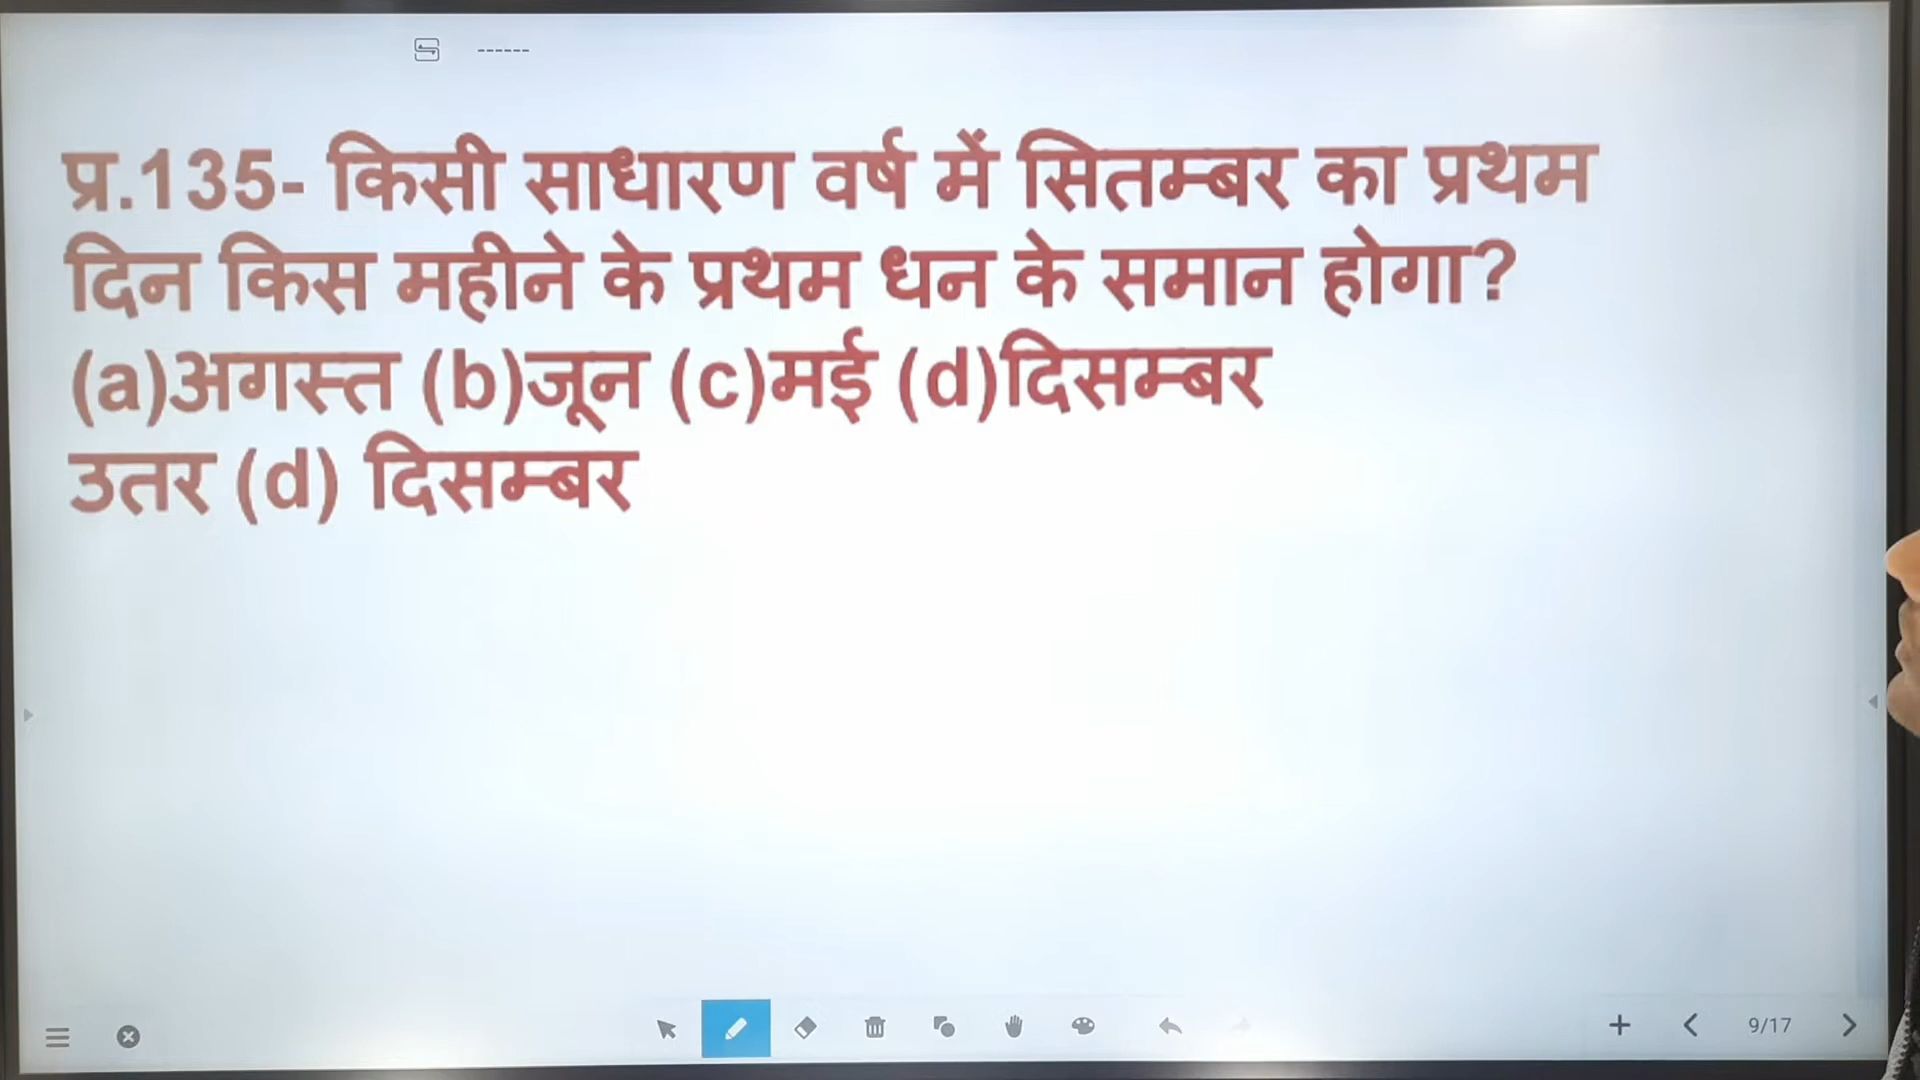 ------
प्र.135- किसी साधारण वर्ष में सितम्बर का प्रथम
दिन किस महीने के प्रथम धन के समान होगा?
(a)अगस्त (b)जून (c)मई (d)दिसम्बर
उतर (d) दिसम्बर
9/17